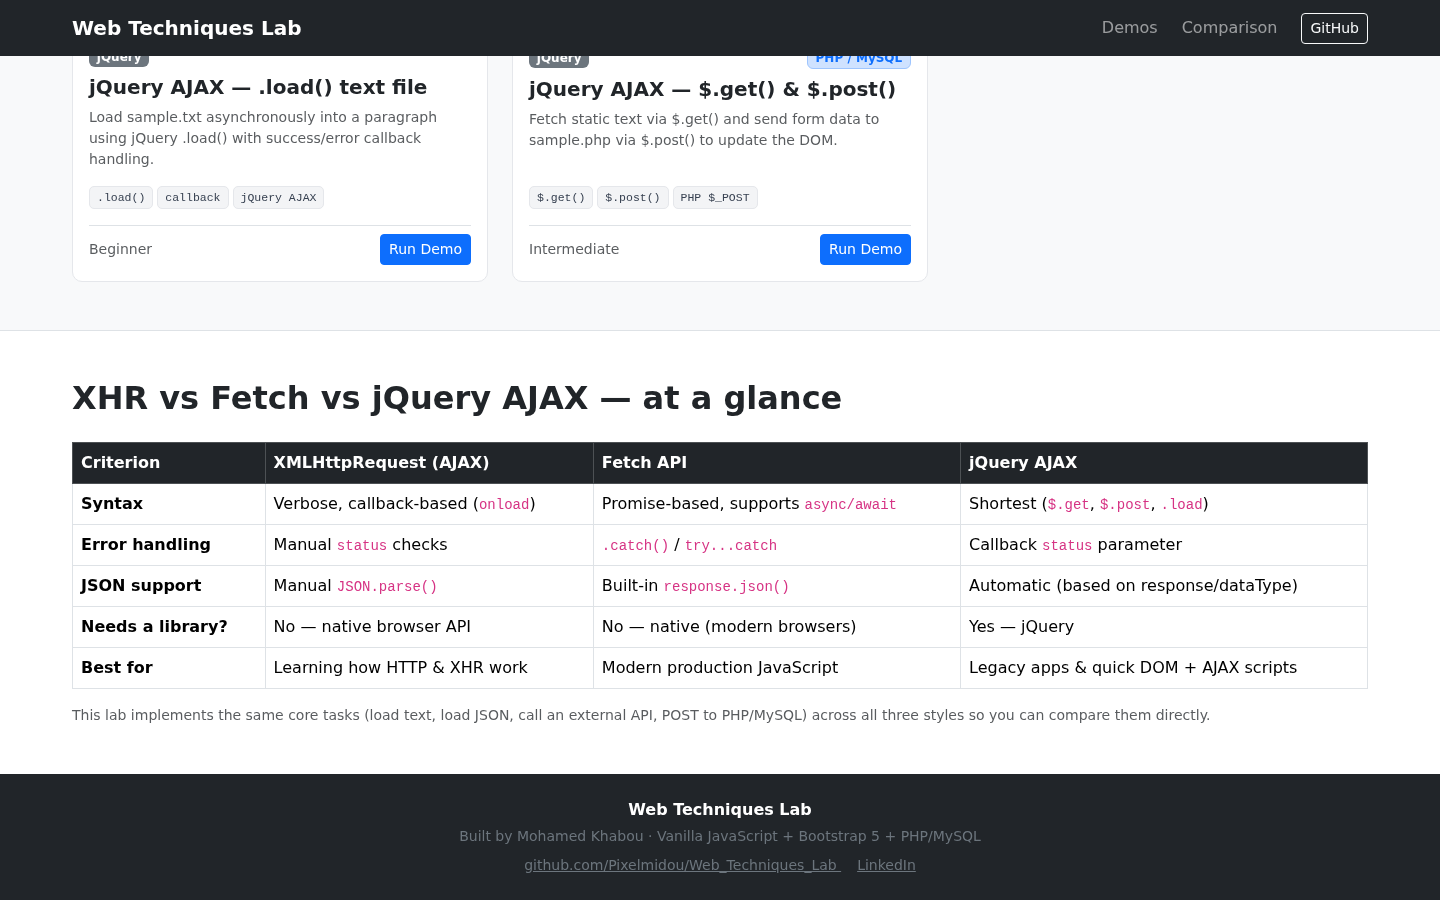 Web Techniques Lab
Demos Comparison GitHub
jQuery
jQuery AJAX — .load() text file
Load sample.txt asynchronously into a paragraph
using jQuery .load() with success/error callback
handling.
.load() callback jQuery AJAX
Beginner Run Demo
jQuery PHP / MySQL
jQuery AJAX — $.get() & $.post()
Fetch static text via $.get() and send form data to
sample.php via $.post() to update the DOM.
$.get() $.post() PHP $_POST
Intermediate Run Demo
XHR vs Fetch vs jQuery AJAX — at a glance
Criterion XMLHttpRequest (AJAX) Fetch API jQuery AJAX
Syntax Verbose, callback-based (onload) Promise-based, supports async/await Shortest ($.get, $.post, .load)
Error handling Manual status checks .catch() / try...catch Callback status parameter
JSON support Manual JSON.parse() Built-in response.json() Automatic (based on response/dataType)
Needs a library? No — native browser API No — native (modern browsers) Yes — jQuery
Best for Learning how HTTP & XHR work Modern production JavaScript Legacy apps & quick DOM + AJAX scripts
This lab implements the same core tasks (load text, load JSON, call an external API, POST to PHP/MySQL) across all three styles so you can compare them directly.
Web Techniques Lab
Built by Mohamed Khabou · Vanilla JavaScript + Bootstrap 5 + PHP/MySQL
github.com/Pixelmidou/Web_Techniques_Lab LinkedIn